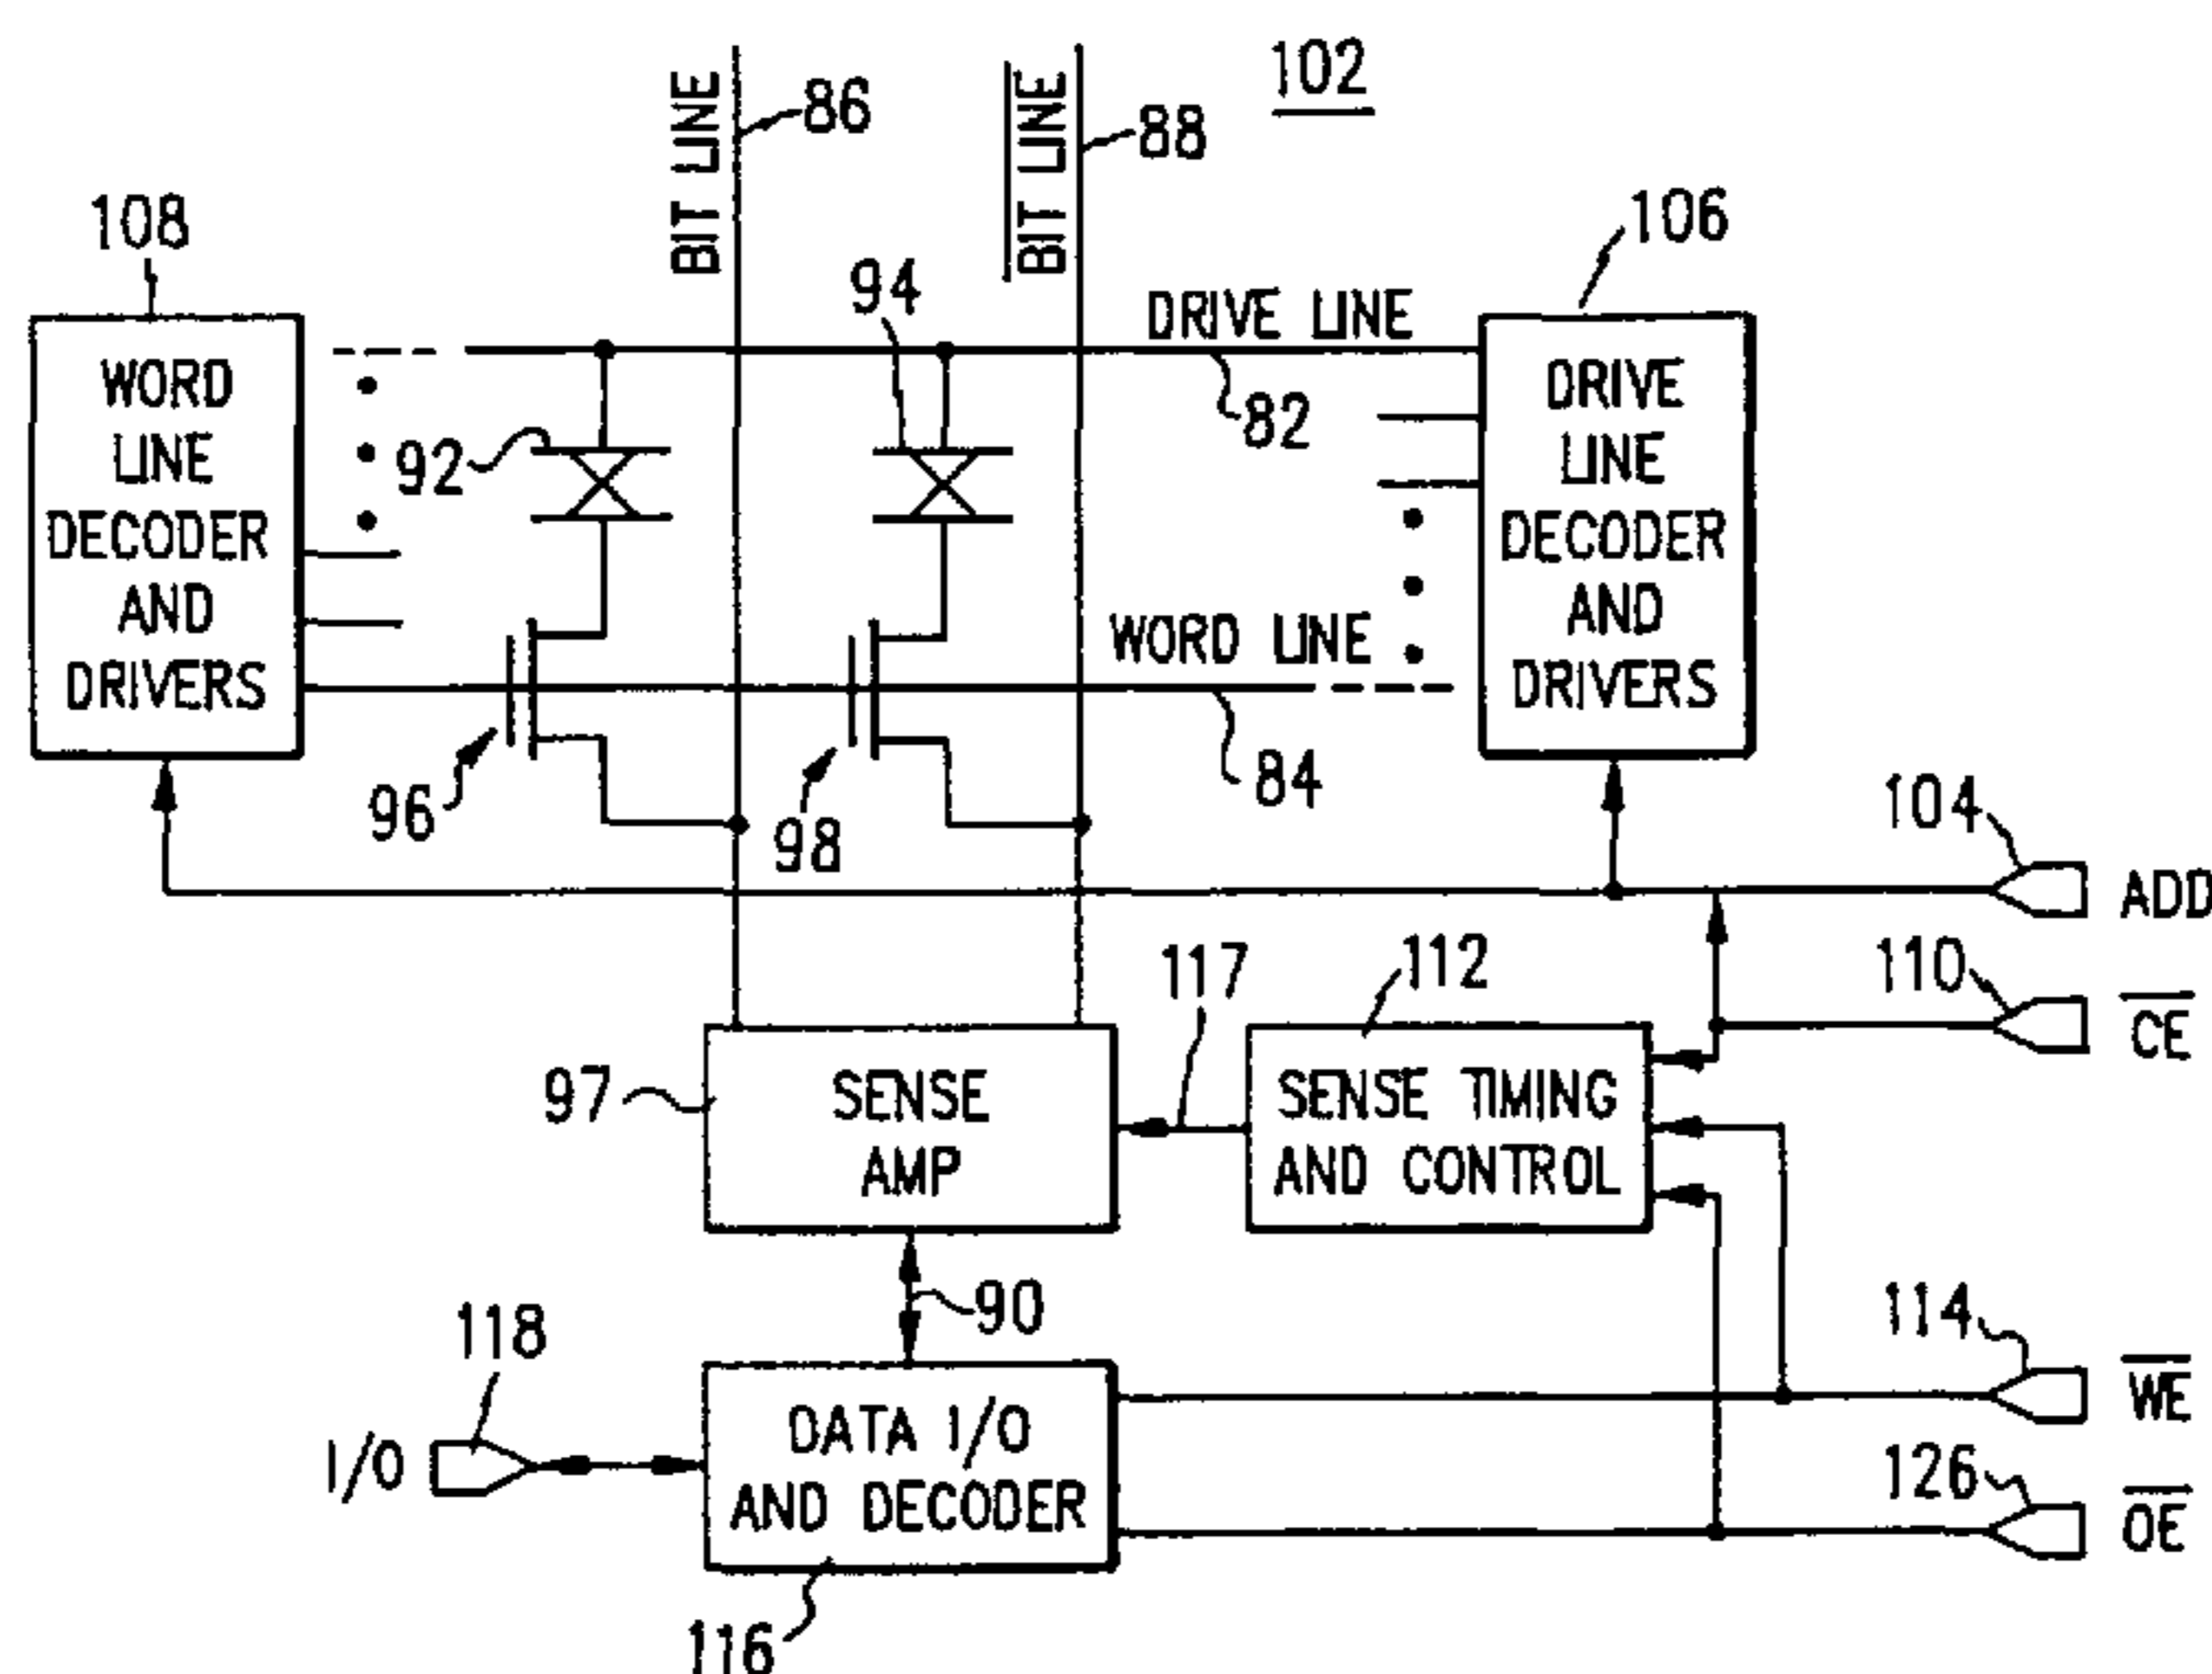 102
BIT LINE
86
BIT LINE
88
108
106
94
DRIVE LINE
WORD
LINE
DECODER
AND
DRIVERS
DRIVE
LINE
DECODER
AND
DRIVERS
92
82
WORD LINE
96
98
84
104
ADD
117
112
110
CE
97
SENSE
AMP
SENSE TIMING
AND CONTROL
90
118
114
WE
I/O
DATA I/O
AND DECODER
126
OE
116